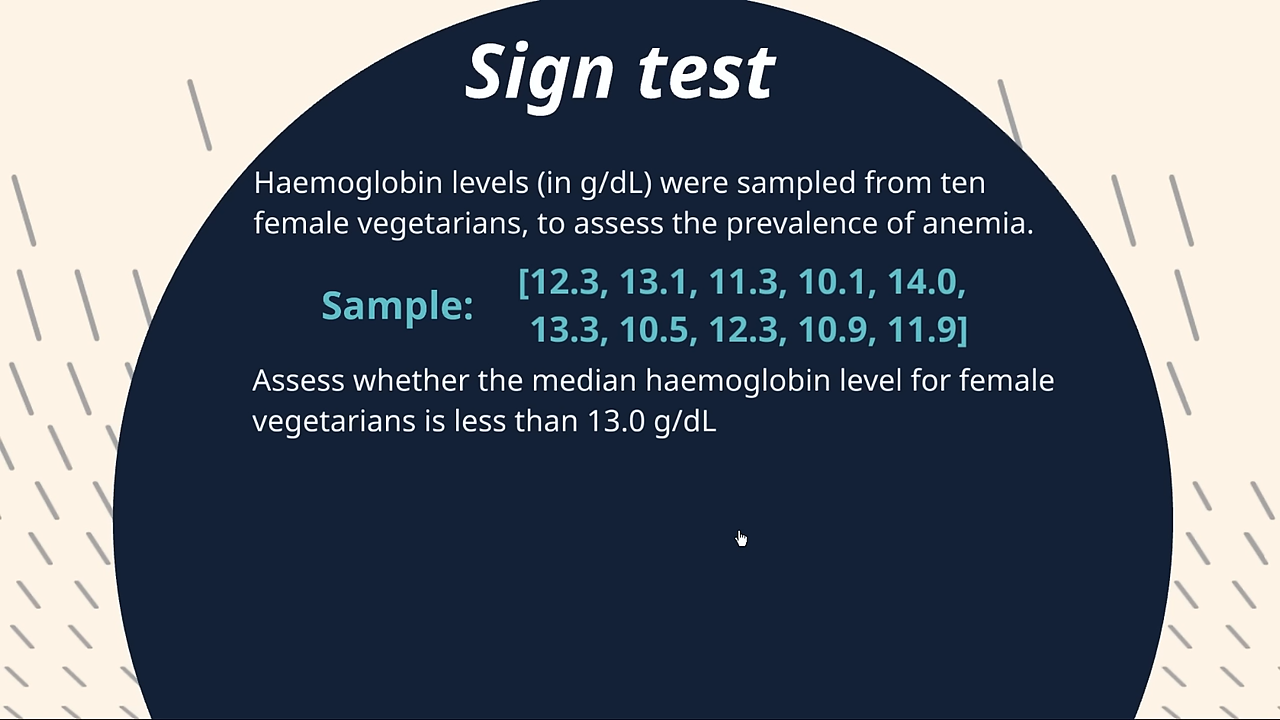 Sign test
Haemoglobin levels (in g/dL) were sampled from ten
female vegetarians, to assess the prevalence of anemia.
Sample:
[12.3, 13.1, 11.3, 10.1, 14.0,
13.3, 10.5, 12.3, 10.9, 11.9]
Assess whether the median haemoglobin level for female
vegetarians is less than 13.0 g/dL